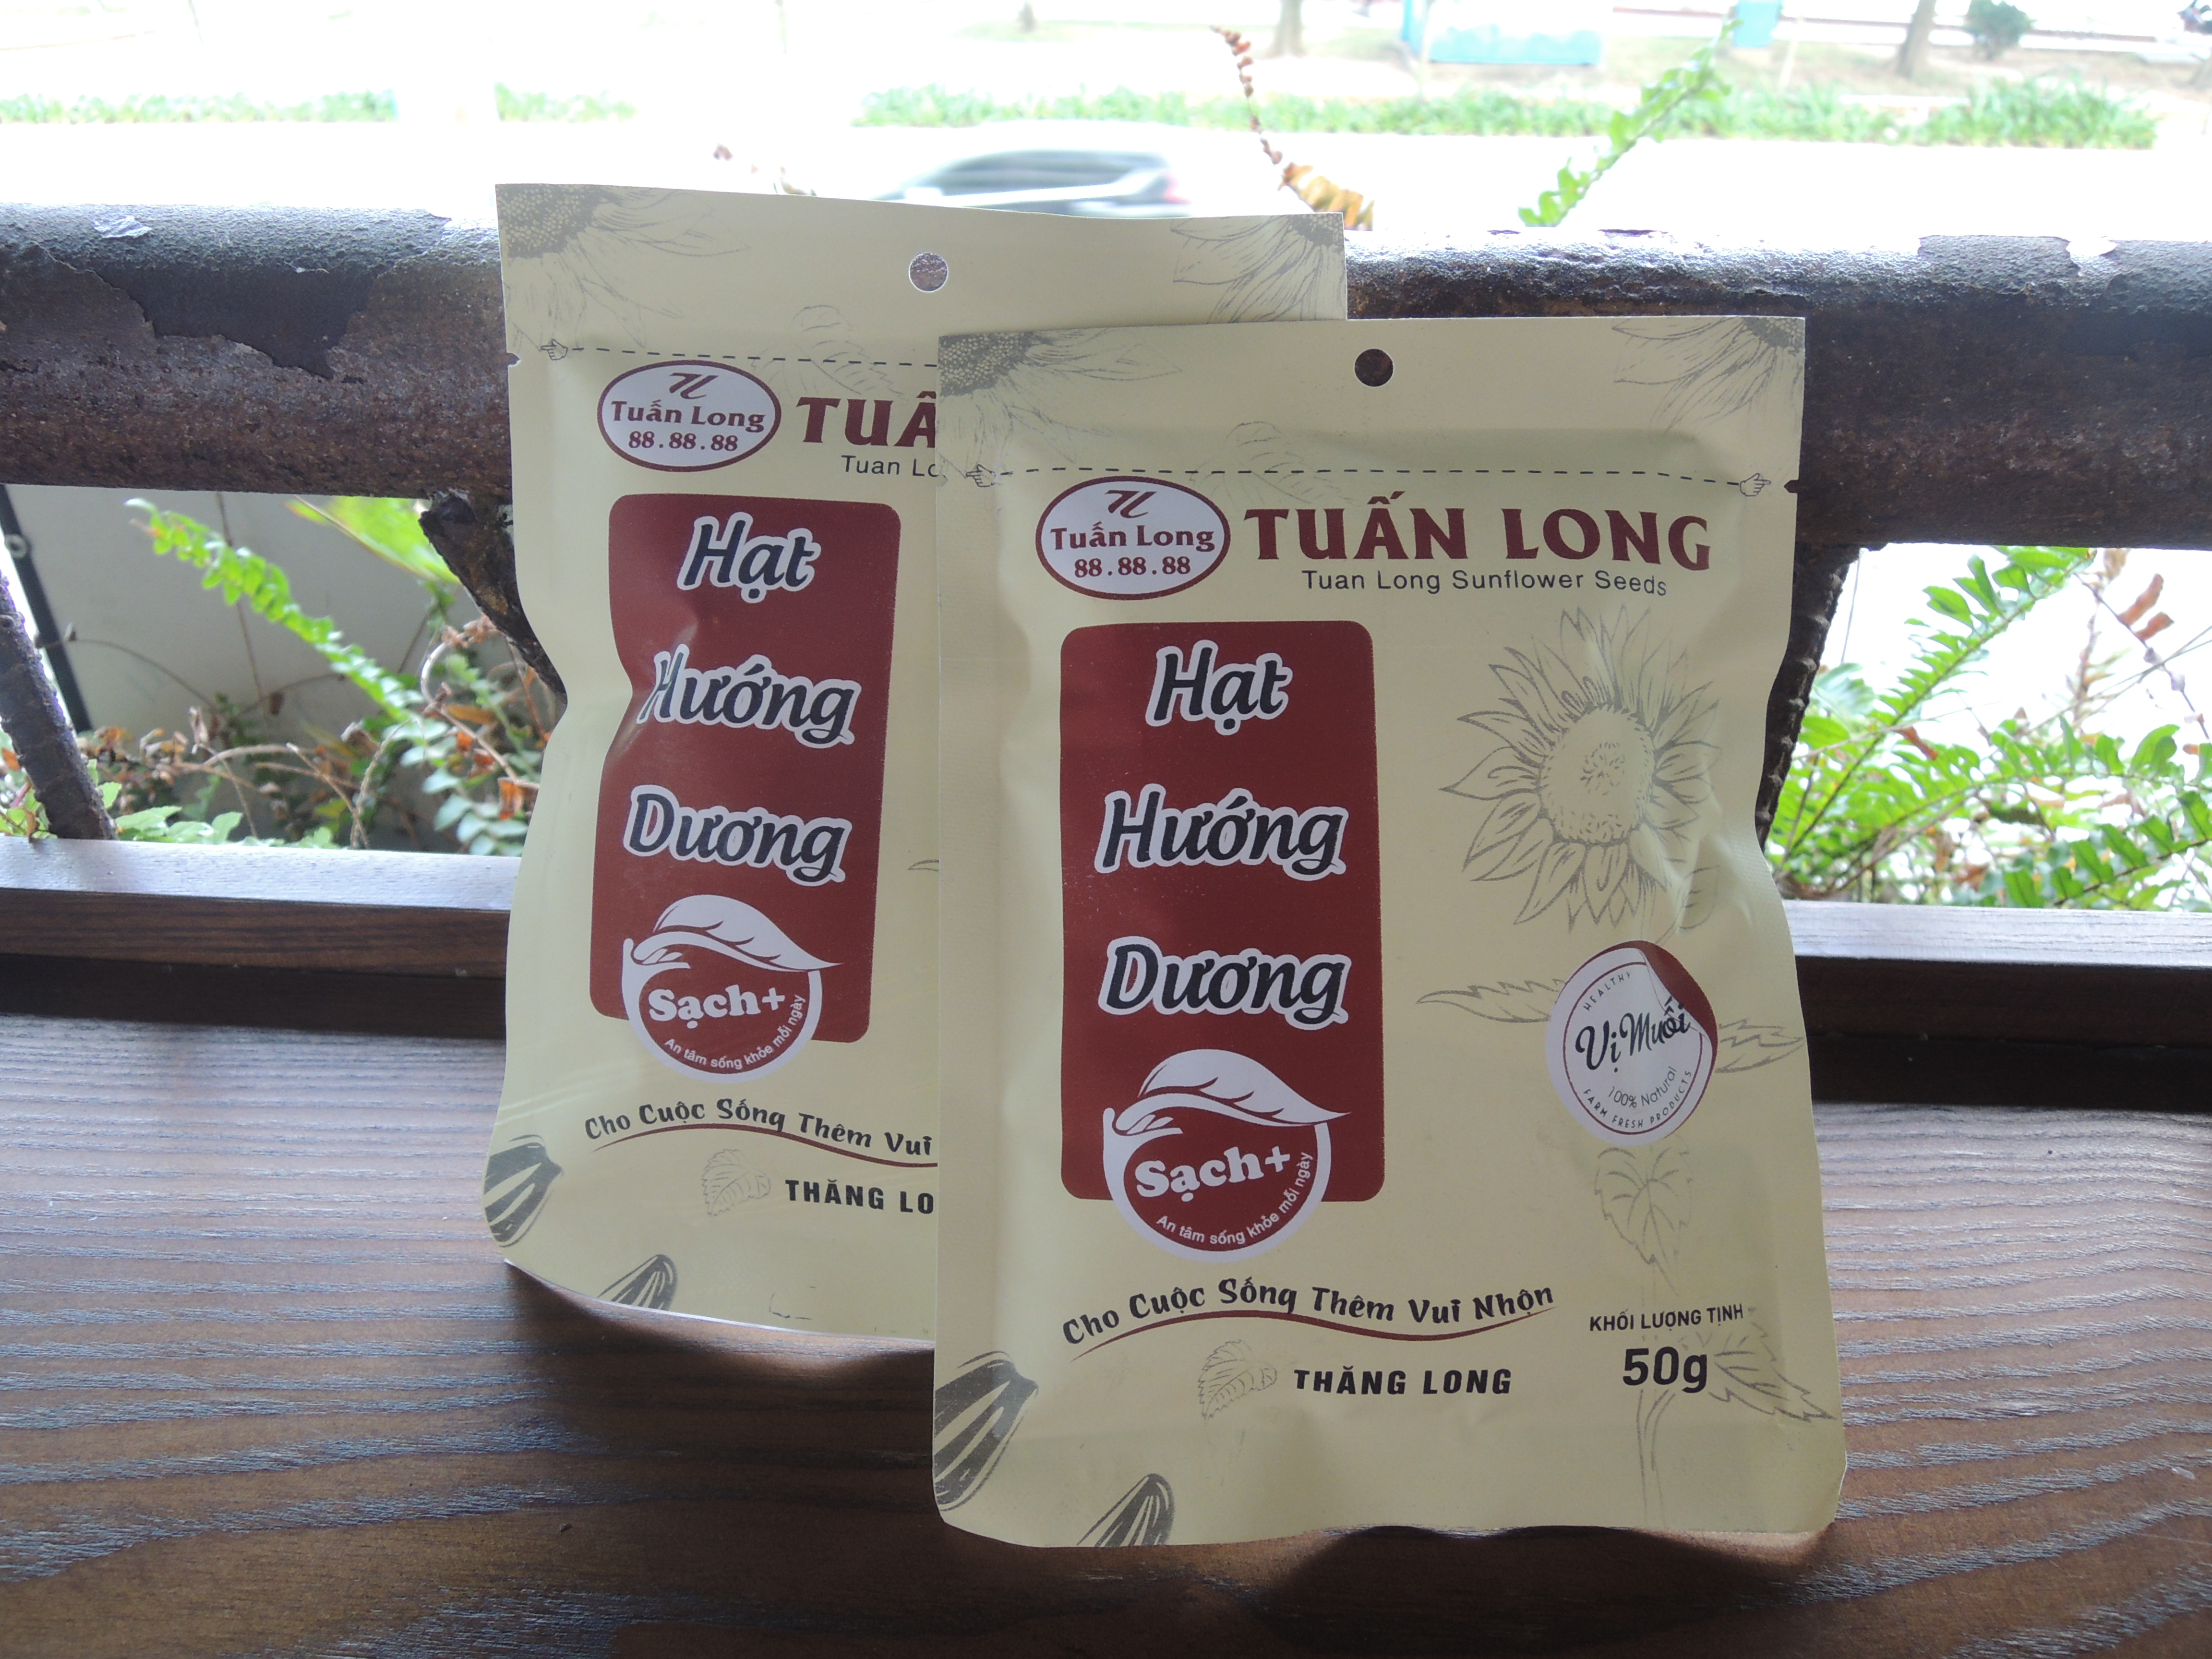 Tuấn Long
88.88.88
TUẤ
Tuan Lo
Hạt
Hướng
Dương
Sạch+
An tâm sống khỏe mỗi ngày
Cho Cuộc Sống Thêm Vui
THĂNG LO
Tuấn Long
88.88.88
TUẤN LONG
Tuan Long Sunflower Seeds
Hạt
Hướng
Dương
Sạch+
An tâm sống khỏe mỗi ngày
HEALTHY
Vị Muối
100% Natural
FARM FRESH PRODUCTS
Cho Cuộc Sống Thêm Vui Nhộn
THĂNG LONG
KHỐI LƯỢNG TỊNH
50g